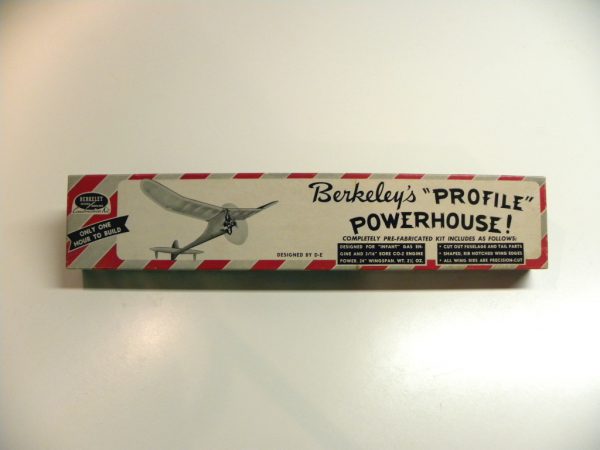 BERKELEY
ONLY ONE
HOUR TO BUILD
Berkeley's "PROFILE"
POWERHOUSE!
COMPLETELY PRE-FABRICATED KIT INCLUDES AS FOLLOWS:
DESIGNED BY D-E
DESIGNED FOR "INFANT" GAS EN-
GINE AND 3/16" BORE CO-2 ENGINE
POWER. 24" WINGSPAN. WT. 2½ OZ.
• CUT OUT FUSELAGE AND TAIL PARTS
• SHAPED, RIB NOTCHED WING EDGES
• ALL WING RIBS ARE PRECISION-CUT